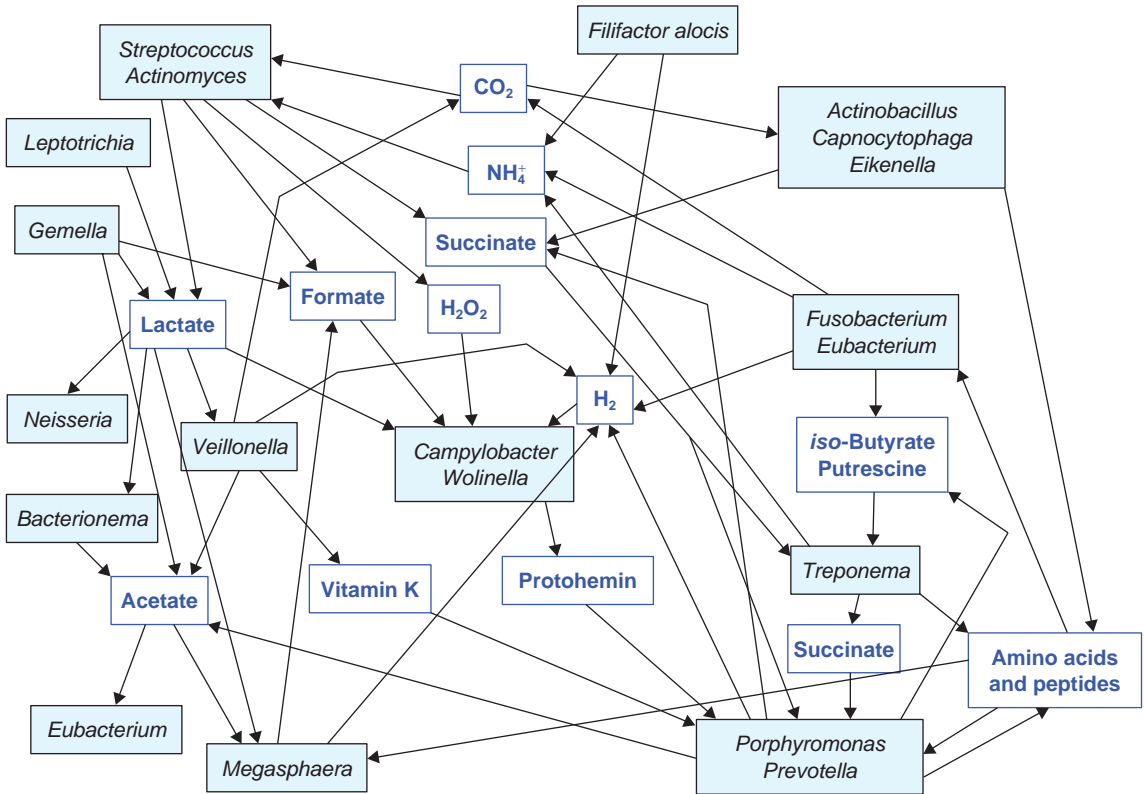 Filifactor alocis
Streptococcus
Actinomyces
CO₂
Actinobacillus
Capnocytophaga
Eikenella
Leptotrichia
NH₄⁺
Gemella
Succinate
Formate
H₂O₂
Lactate
Fusobacterium
Eubacterium
H₂
Neisseria
Veillonella
Campylobacter
Wolinella
iso-Butyrate
Putrescine
Bacterionema
Treponema
Acetate
Vitamin K
Protohemin
Succinate
Amino acids
and peptides
Eubacterium
Megasphaera
Porphyromonas
Prevotella